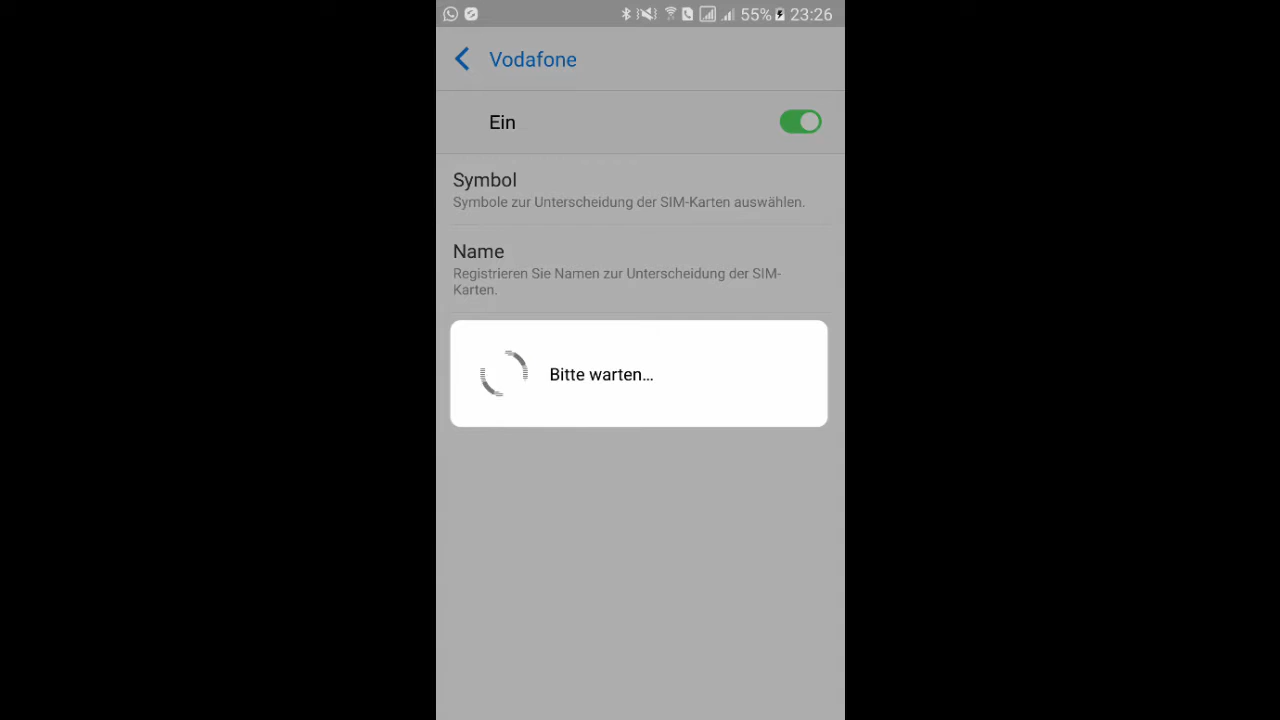 55% 23:26
Vodafone
Ein
Symbol
Symbole zur Unterscheidung der SIM-Karten auswählen.
Name
Registrieren Sie Namen zur Unterscheidung der SIM-
Karten.
Bitte warten...